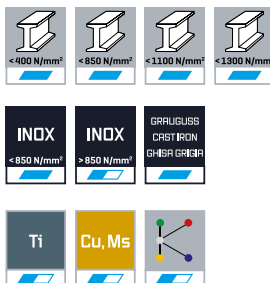 <400 N/mm² <850 N/mm² <1100 N/mm² <1300 N/mm²
INOX INOX GRAUGUSS
CAST IRON
GHISA GRIGIA
<850 N/mm² >850 N/mm²
Ti Cu, Ms